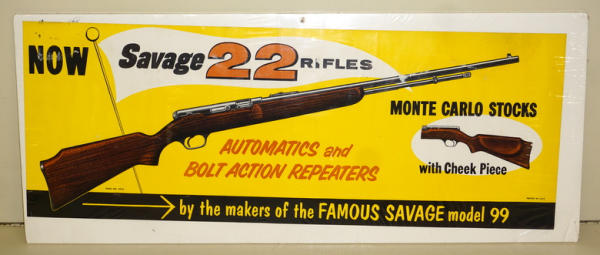 NOW
Savage 22 RIFLES
MONTE CARLO STOCKS
with Cheek Piece
AUTOMATICS and
BOLT ACTION REPEATERS
by the makers of the FAMOUS SAVAGE model 99